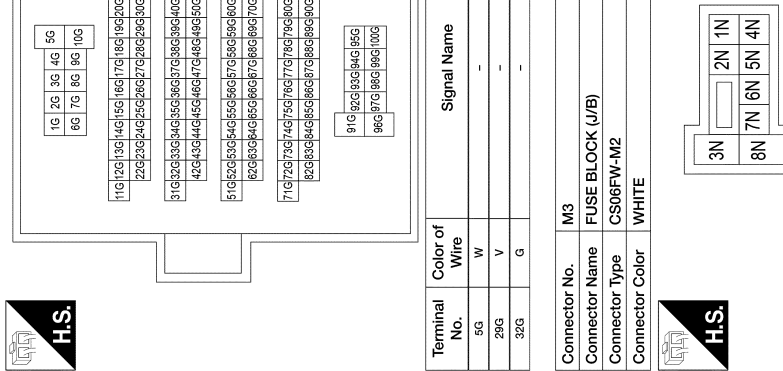 1G 2G 3G 4G 5G
6G 7G 8G 9G 10G
11G 12G 13G 14G 15G 16G 17G 18G 19G 20G
22G 23G 24G 25G 26G 27G 28G 29G 30G
31G 32G 33G 34G 35G 36G 37G 38G 39G 40G
42G 43G 44G 45G 46G 47G 48G 49G 50G
51G 52G 53G 54G 55G 56G 57G 58G 59G 60G
62G 63G 64G 65G 66G 67G 68G 69G 70G
71G 72G 73G 74G 75G 76G 77G 78G 79G 80G
82G 83G 84G 85G 86G 87G 88G 89G 90G
91G 92G 93G 94G 95G
96G 97G 98G 99G 100G
H.S.
Terminal No. Color of Wire Signal Name
5G W -
29G V -
32G G -
Connector No. M3
Connector Name FUSE BLOCK (J/B)
Connector Type CS06FW-M2
Connector Color WHITE
H.S.
3N 2N 1N
8N 7N 6N 5N 4N